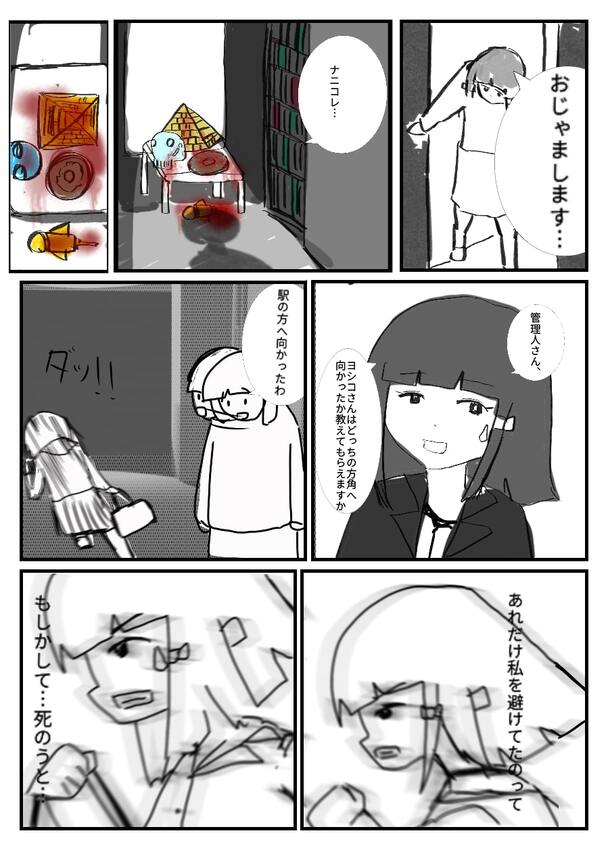 おじゃまします…
ナニコレ…
管理人さん、
ヨシコさんはどっちの方角へ
向かったか教えてもらえますか
駅の方へ向かったわ
ダッ!!
あれだけ私を避けてたのって
もしかして…死のうと…